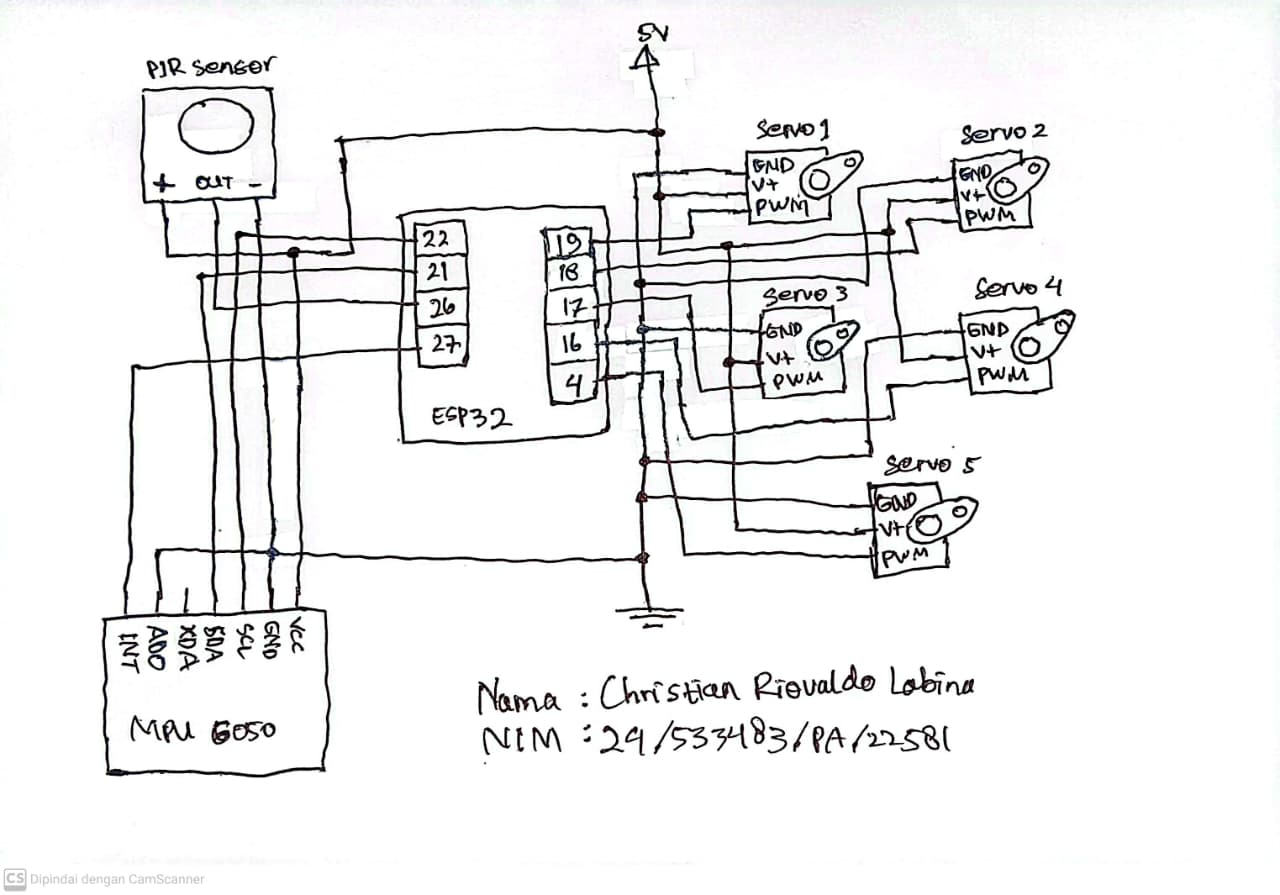 5V
PIR sensor
+ OUT -
Servo 1
GND
V+
PWM
Servo 2
GND
V+
PWM
22
21
26
27
19
18
17
16
4
ESP32
Servo 3
GND
V+
PWM
Servo 4
GND
V+
PWM
Servo 5
GND
V+
PWM
INT
ADO
XDA
SDA
SCL
GND
VCC
MPU 6050
Nama : Christian Riovaldo Labina
NIM : 24/533483/PA/22581
CS Dipindai dengan CamScanner